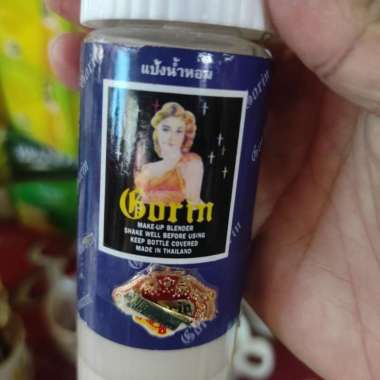 แป้งน้ำหอม
Gorin
MAKE-UP BLENDER
SHAKE WELL BEFORE USING
KEEP BOTTLE COVERED
MADE IN THAILAND